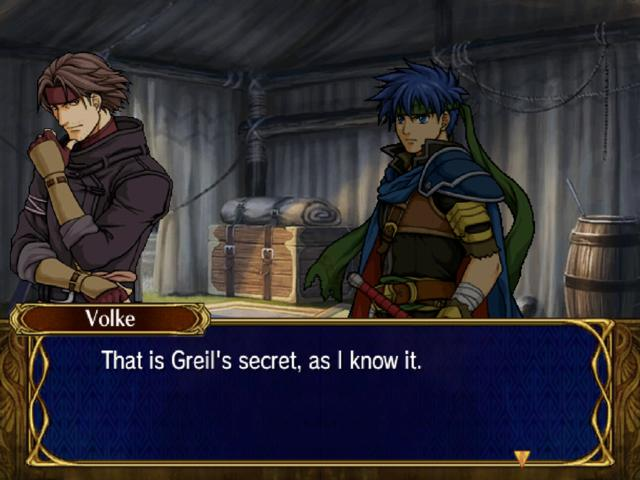 Volke
That is Greil's secret, as I know it.